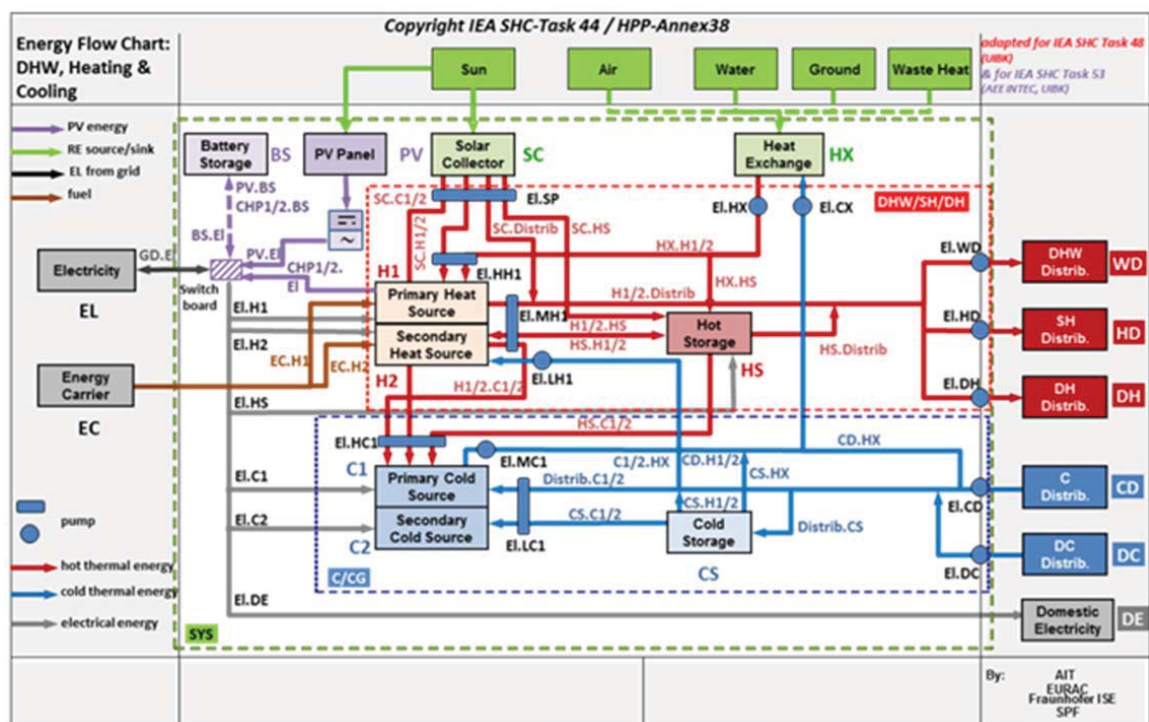 Copyright IEA SHC-Task 44 / HPP-Annex38
Energy Flow Chart:
DHW, Heating &
Cooling
adapted for IEA SHC Task 48
(UIBK)
& for IEA SHC Task 53
(AEE INTEC, UIBK)
Sun
Air
Water
Ground
Waste Heat
PV energy
RE source/sink
EL from grid
fuel
Battery
Storage
BS
PV Panel
PV
Solar
Collector
SC
Heat
Exchange
HX
PV.BS
CHP1/2.BS
BS.El
PV.El
CHP1/2.
El
SC.C1/2
SC.H1/2
El.SP
SC.Distrib
SC.HS
El.HX
El.CX
DHW/SH/DH
HX.H1/2
HX.HS
El.WD
DHW
Distrib.
WD
Electricity
EL
GD.E
Switch
board
H1
El.HH1
Primary Heat
Source
Secondary
Heat Source
H2
El.MH1
H1/2.Distrib
H1/2.HS
HS.H1/2
Hot
Storage
HS
HS.Distrib
El.HD
SH
Distrib.
HD
El.H1
El.H2
EC.H1
EC.H2
El.LH1
H1/2.C1/2
Energy
Carrier
EC
El.HS
El.DH
DH
Distrib.
DH
HS.C1/2
El.HC1
El.MC1
C1/2.HX
CD.H1/2
CS.HX
CD.HX
C1
Primary Cold
Source
Secondary
Cold Source
C2
El.C1
El.C2
Distrib.C1/2
CS.C1/2
CS.H1/2
El.LC1
Cold
Storage
CS
Distrib.CS
El.CD
C
Distrib.
CD
El.DC
DC
Distrib.
DC
C/CG
pump
hot thermal energy
cold thermal energy
electrical energy
El.DE
SYS
Domestic
Electricity
DE
By:
AIT
EURAC
Fraunhofer ISE
SPF